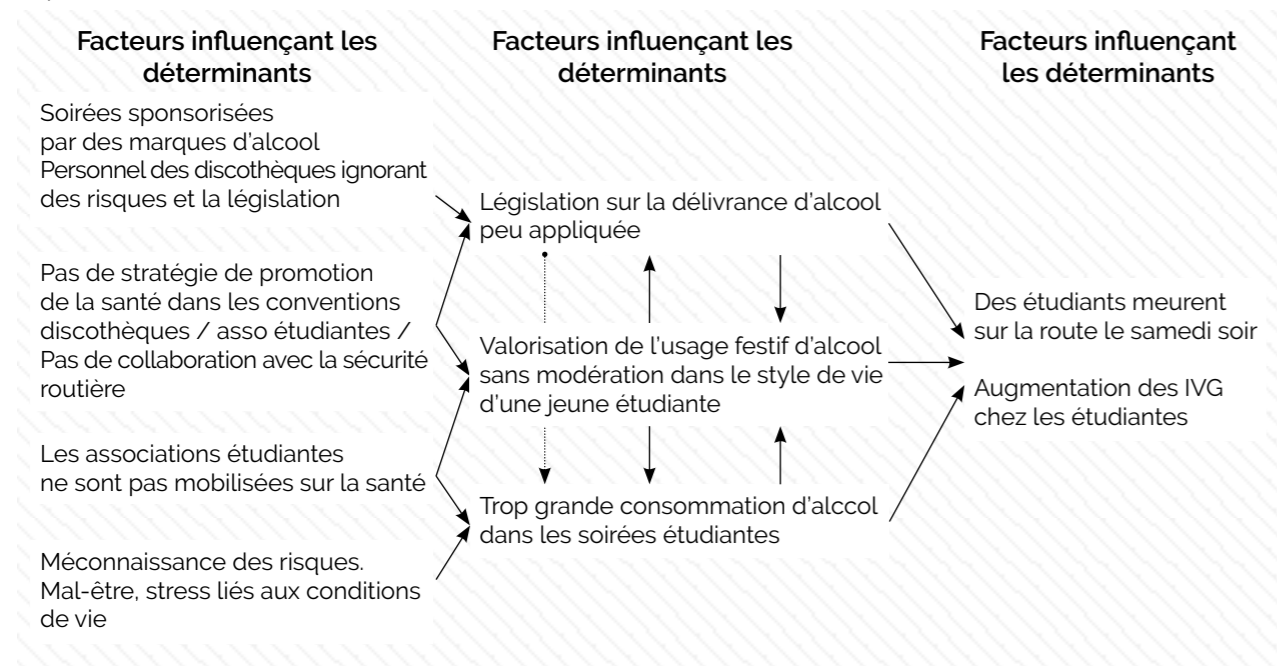 Facteurs influençant les
déterminants
Soirées sponsorisées
par des marques d'alcool
Personnel des discothèques ignorant
des risques et la législation
Pas de stratégie de promotion
de la santé dans les conventions
discothèques / asso étudiantes /
Pas de collaboration avec la sécurité
routière
Les associations étudiantes
ne sont pas mobilisées sur la santé
Méconnaissance des risques.
Mal-être, stress liés aux conditions
de vie
Facteurs influençant les
déterminants
Législation sur la délivrance d'alcool
peu appliquée
Valorisation de l'usage festif d'alcool
sans modération dans le style de vie
d'une jeune étudiante
Trop grande consommation d'alccol
dans les soirées étudiantes
Facteurs influençant
les déterminants
Des étudiants meurent
sur la route le samedi soir
Augmentation des IVG
chez les étudiantes